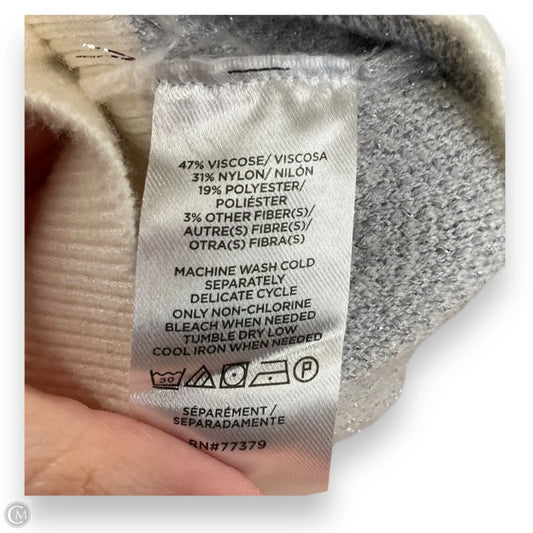 47% VISCOSE/ VISCOSA
31% NYLON/ NILÓN
19% POLYESTER/
POLIÉSTER
3% OTHER FIBER(S)/
AUTRE(S) FIBRE(S)/
OTRA(S) FIBRA(S)
MACHINE WASH COLD
SEPARATELY
DELICATE CYCLE
ONLY NON-CHLORINE
BLEACH WHEN NEEDED
TUMBLE DRY LOW
COOL IRON WHEN NEEDED
30 P
SÉPARÉMENT /
SEPARADAMENTE
RN#77379
CM